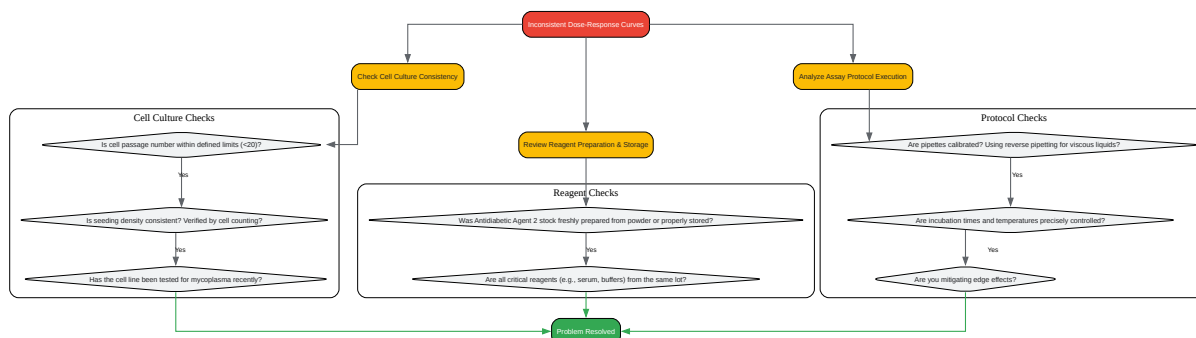 Inconsistent Dose-Response Curves
Check Cell Culture Consistency
Analyze Assay Protocol Execution
Cell Culture Checks
Is cell passage number within defined limits (<20)?
Yes
Is seeding density consistent? Verified by cell counting?
Yes
Has the cell line been tested for mycoplasma recently?
Review Reagent Preparation & Storage
Reagent Checks
Was Antidiabetic Agent 2 stock freshly prepared from powder or properly stored?
Yes
Are all critical reagents (e.g., serum, buffers) from the same lot?
Protocol Checks
Are pipettes calibrated? Using reverse pipetting for viscous liquids?
Yes
Are incubation times and temperatures precisely controlled?
Yes
Are you mitigating edge effects?
Problem Resolved